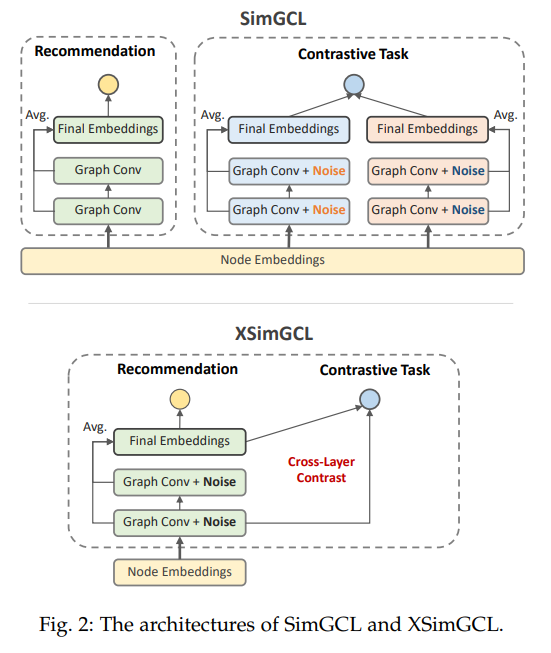 SimGCL
Recommendation
Contrastive Task
Avg.
Avg.
Avg.
Final Embeddings
Final Embeddings
Final Embeddings
Graph Conv
Graph Conv + Noise
Graph Conv + Noise
Graph Conv
Graph Conv + Noise
Graph Conv + Noise
Node Embeddings
XSimGCL
Recommendation
Contrastive Task
Avg.
Final Embeddings
Cross-Layer
Contrast
Graph Conv + Noise
Graph Conv + Noise
Node Embeddings
Fig. 2: The architectures of SimGCL and XSimGCL.